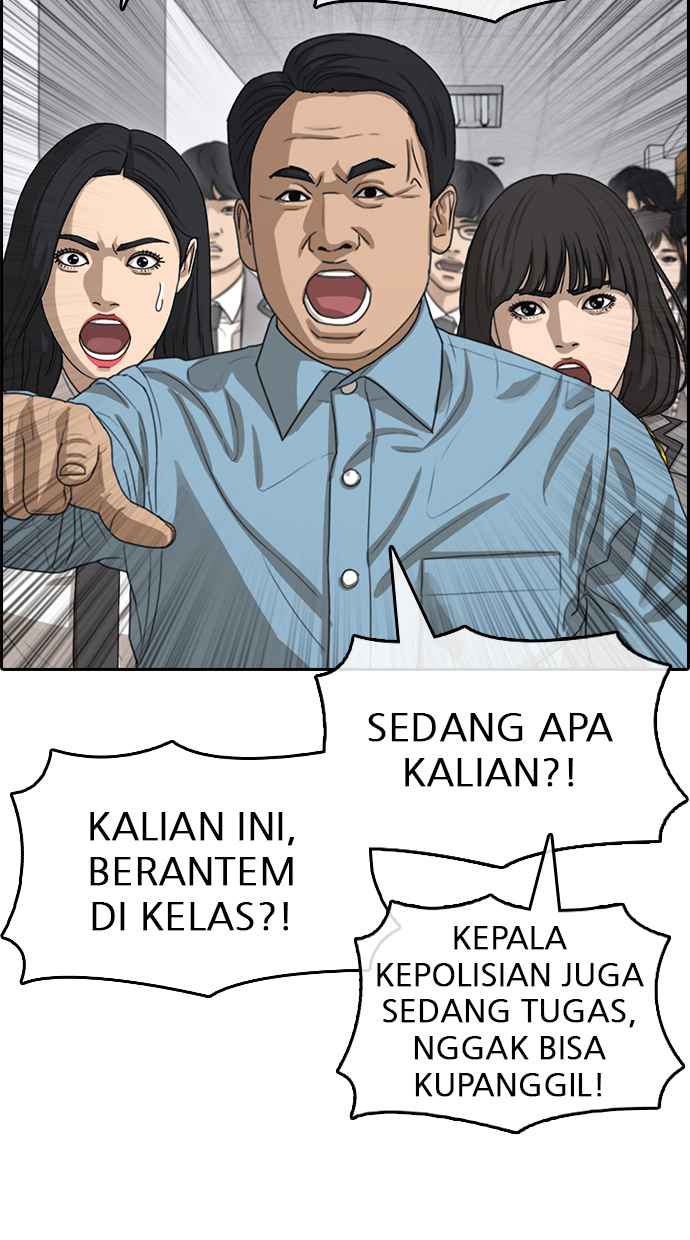 SEDANG APA
KALIAN?!
KALIAN INI,
BERANTEM
DI KELAS?!
KEPALA
KEPOLISIAN JUGA
SEDANG TUGAS,
NGGAK BISA
KUPANGGIL!